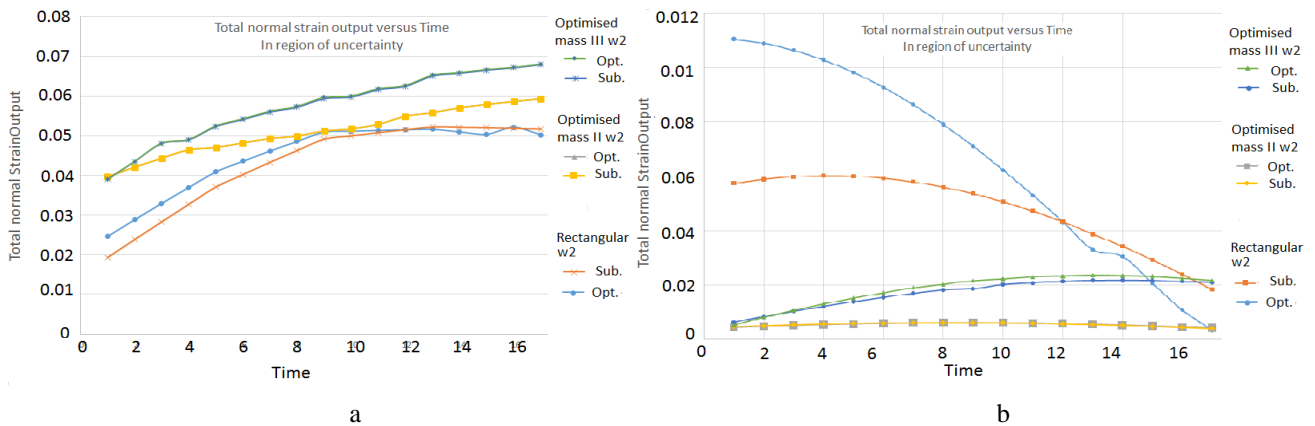 Total normal strain output versus Time
In region of uncertainty
Total normal StrainOutput
0.08
0.07
0.06
0.05
0.04
0.03
0.02
0.01
0
0 2 4 6 8 10 12 14 16
Time
Optimised
mass III w2
Opt.
Sub.
Optimised
mass II w2
Opt.
Sub.
Rectangular
w2
Sub.
Opt.
a
Total normal strain output versus Time
In region of uncertainty
Total normal StrainOutput
0.012
0.01
0.08
0.06
0.04
0.02
0
0 2 4 6 8 10 12 14 16
Time
Optimised
mass III w2
Opt.
Sub.
Optimised
mass II w2
Opt.
Sub.
Rectangular
w2
Sub.
Opt.
b